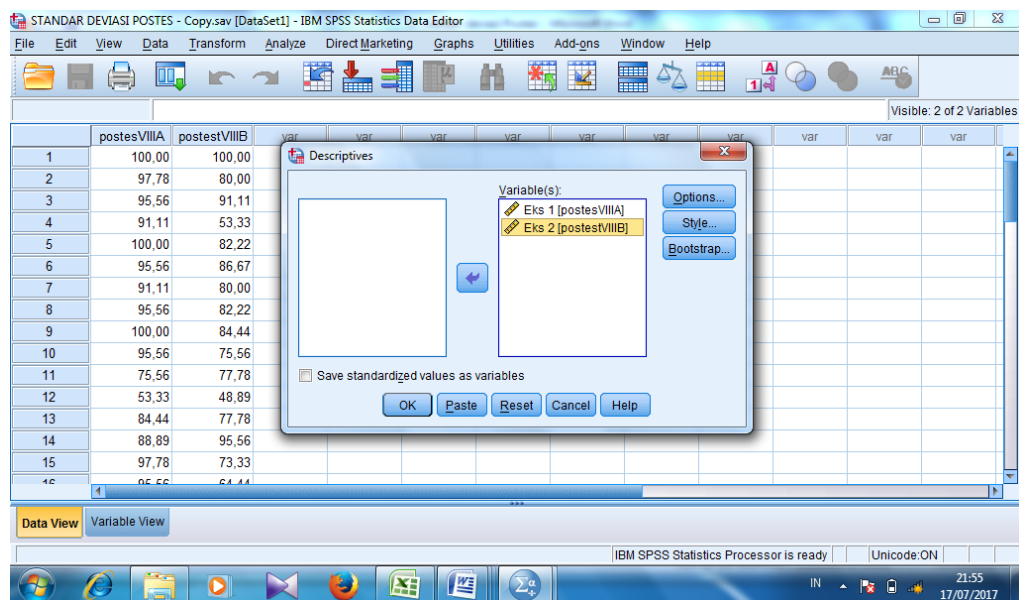 STANDAR DEVIASI POSTES - Copy.sav [DataSet1] - IBM SPSS Statistics Data Editor
File Edit View Data Transform Analyze Direct Marketing Graphs Utilities Add-ons Window Help
Visible: 2 of 2 Variables
postesVIIIA postestVIIIB var var var var var var var var var var
1 100,00 100,00
2 97,78 80,00
3 95,56 91,11
4 91,11 53,33
5 100,00 82,22
6 95,56 86,67
7 91,11 80,00
8 95,56 82,22
9 100,00 84,44
10 95,56 75,56
11 75,56 77,78
12 53,33 48,89
13 84,44 77,78
14 88,89 95,56
15 97,78 73,33
16 95,56 64,44
Descriptives
Variable(s):
Eks 1 [postesVIIIA]
Eks 2 [postestVIIIB]
Options...
Style...
Bootstrap...
Save standardized values as variables
OK Paste Reset Cancel Help
Data View Variable View
IBM SPSS Statistics Processor is ready Unicode:ON
IN 21:55
17/07/2017